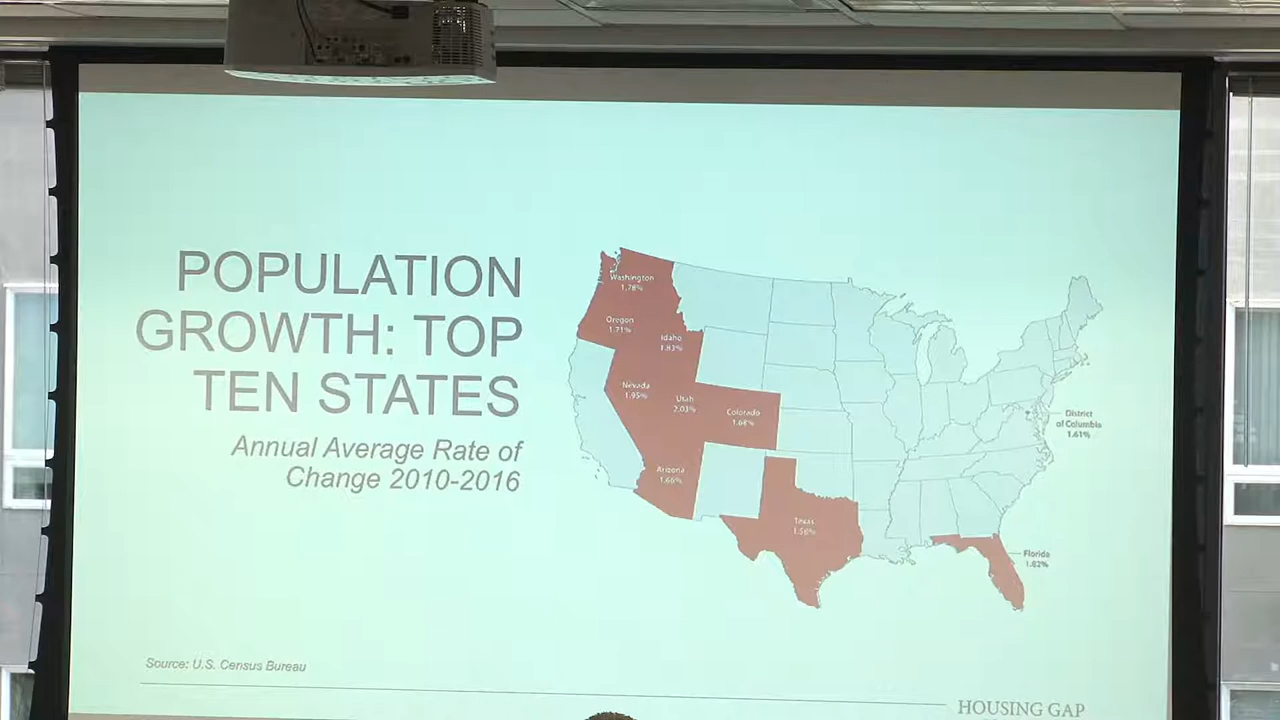 POPULATION
GROWTH: TOP
TEN STATES
Annual Average Rate of
Change 2010-2016
Washington
1.78%
Oregon
1.71%
Idaho
1.83%
Nevada
1.95%
Utah
2.03%
Colorado
1.68%
Arizona
1.66%
Texas
1.58%
District
of Columbia
1.61%
Florida
1.82%
Source: U.S. Census Bureau
HOUSING GAP